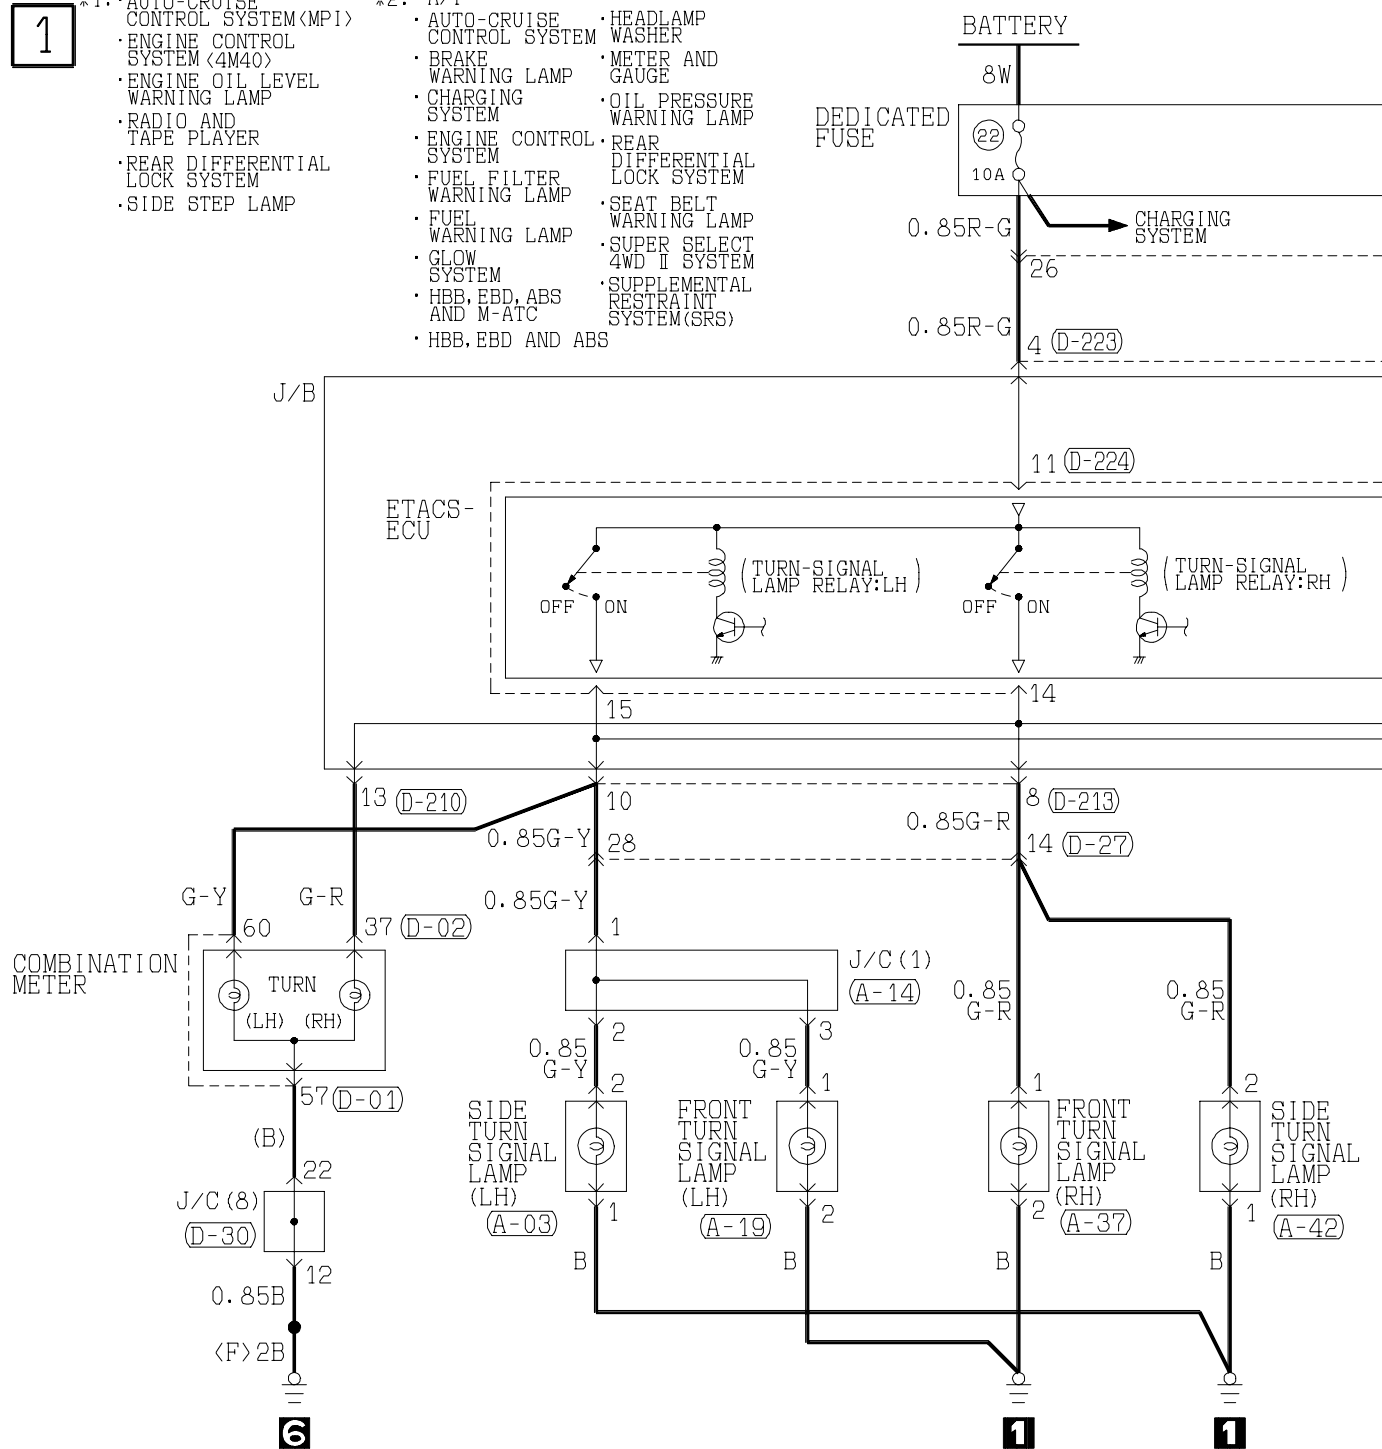 1
*1: AUTO-CRUISE
CONTROL SYSTEM<MPI>
·ENGINE CONTROL
SYSTEM <4M40>
·ENGINE OIL LEVEL
WARNING LAMP
·RADIO AND
TAPE PLAYER
·REAR DIFFERENTIAL
LOCK SYSTEM
·SIDE STEP LAMP
*2: A/T
·AUTO-CRUISE
CONTROL SYSTEM
·BRAKE
WARNING LAMP
·CHARGING
SYSTEM
·ENGINE CONTROL
SYSTEM
·FUEL FILTER
WARNING LAMP
·FUEL
WARNING LAMP
·GLOW
SYSTEM
·HBB, EBD, ABS
AND M-ATC
·HBB, EBD AND ABS
·HEADLAMP
WASHER
·METER AND
GAUGE
·OIL PRESSURE
WARNING LAMP
·REAR
DIFFERENTIAL
LOCK SYSTEM
·SEAT BELT
WARNING LAMP
·SUPER SELECT
4WD Ⅱ SYSTEM
·SUPPLEMENTAL
RESTRAINT
SYSTEM(SRS)
BATTERY
8W
DEDICATED
FUSE
22
10A
0.85R-G
CHARGING
SYSTEM
26
0.85R-G
4 (D-223)
J/B
11 (D-224)
ETACS-
ECU
OFF ON
(TURN-SIGNAL
LAMP RELAY:LH)
OFF ON
(TURN-SIGNAL
LAMP RELAY:RH)
15
14
13 (D-210)
10
8 (D-213)
0.85G-Y
28
0.85G-R
14 (D-27)
G-Y
G-R
0.85G-Y
60
37 (D-02)
1
COMBINATION
METER
TURN
(LH) (RH)
J/C(1)
(A-14)
0.85
G-R
0.85
G-R
2
3
0.85
G-Y
0.85
G-Y
57 (D-01)
2
1
1
2
SIDE
TURN
SIGNAL
LAMP
(LH)
(A-03)
FRONT
TURN
SIGNAL
LAMP
(LH)
(A-19)
FRONT
TURN
SIGNAL
LAMP
(RH)
(A-37)
SIDE
TURN
SIGNAL
LAMP
(RH)
(A-42)
(B)
22
J/C(8)
(D-30)
1
2
2
1
B
B
B
B
12
0.85B
<F>2B
6
1
1